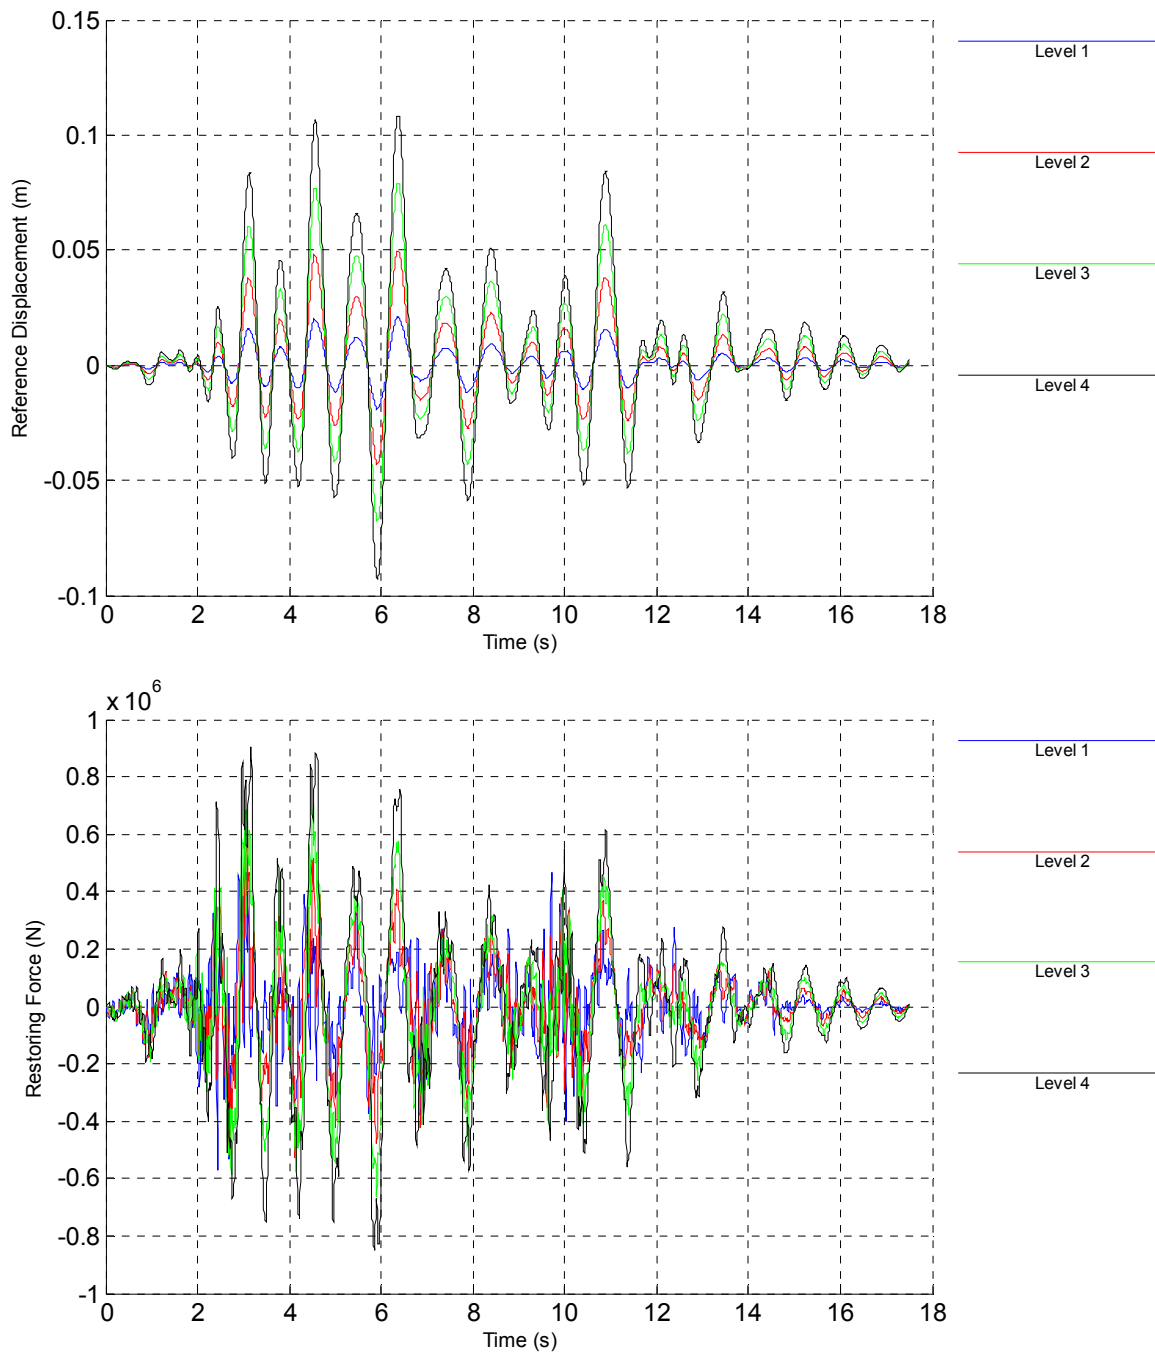 0.15
0.1
0.05
0
-0.05
-0.1
Reference Displacement (m)
0 2 4 6 8 10 12 14 16 18
Time (s)
Level 1
Level 2
Level 3
Level 4
x 10^6
1
0.8
0.6
0.4
0.2
0
-0.2
-0.4
-0.6
-0.8
-1
Restoring Force (N)
0 2 4 6 8 10 12 14 16 18
Time (s)
Level 1
Level 2
Level 3
Level 4